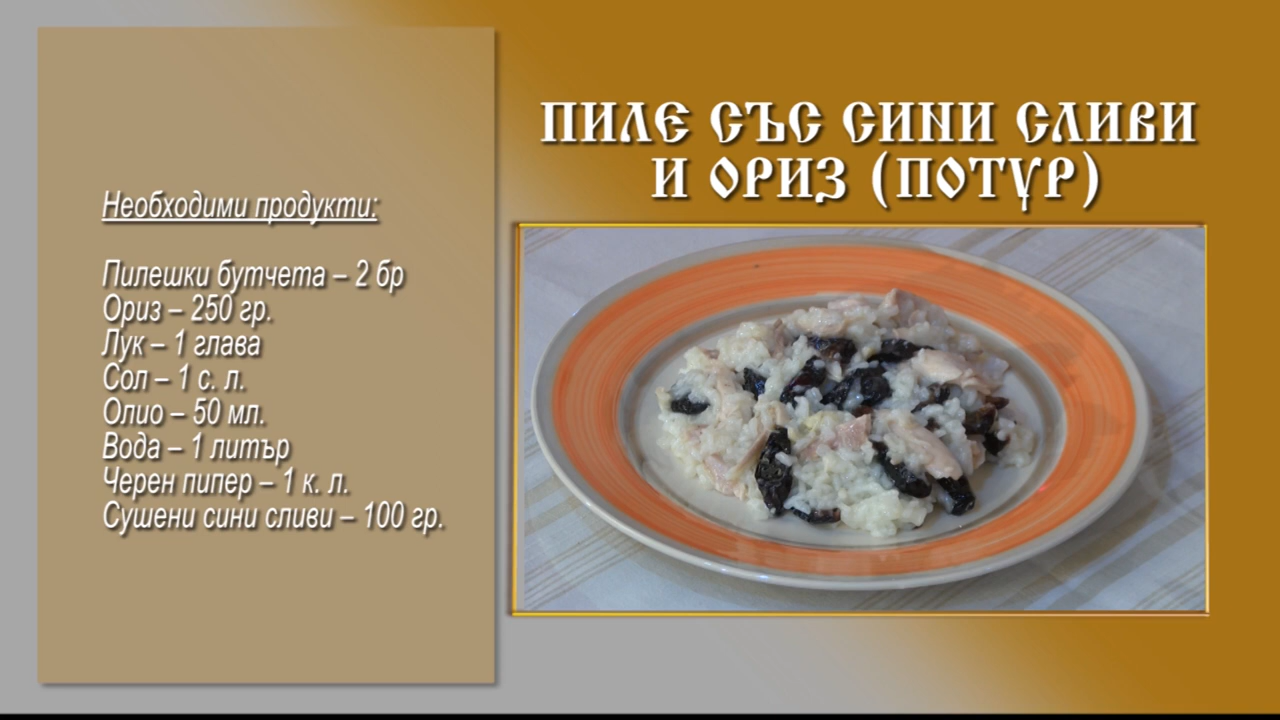 ПИЛЕ СЪС СИНИ СЛИВИ
И ОРИЗ (ПОТУР)
Необходими продукти:
Пилешки бутчета – 2 бр
Ориз – 250 гр.
Лук – 1 глава
Сол – 1 с. л.
Олио – 50 мл.
Вода – 1 литър
Черен пипер – 1 к. л.
Сушени сини сливи – 100 гр.